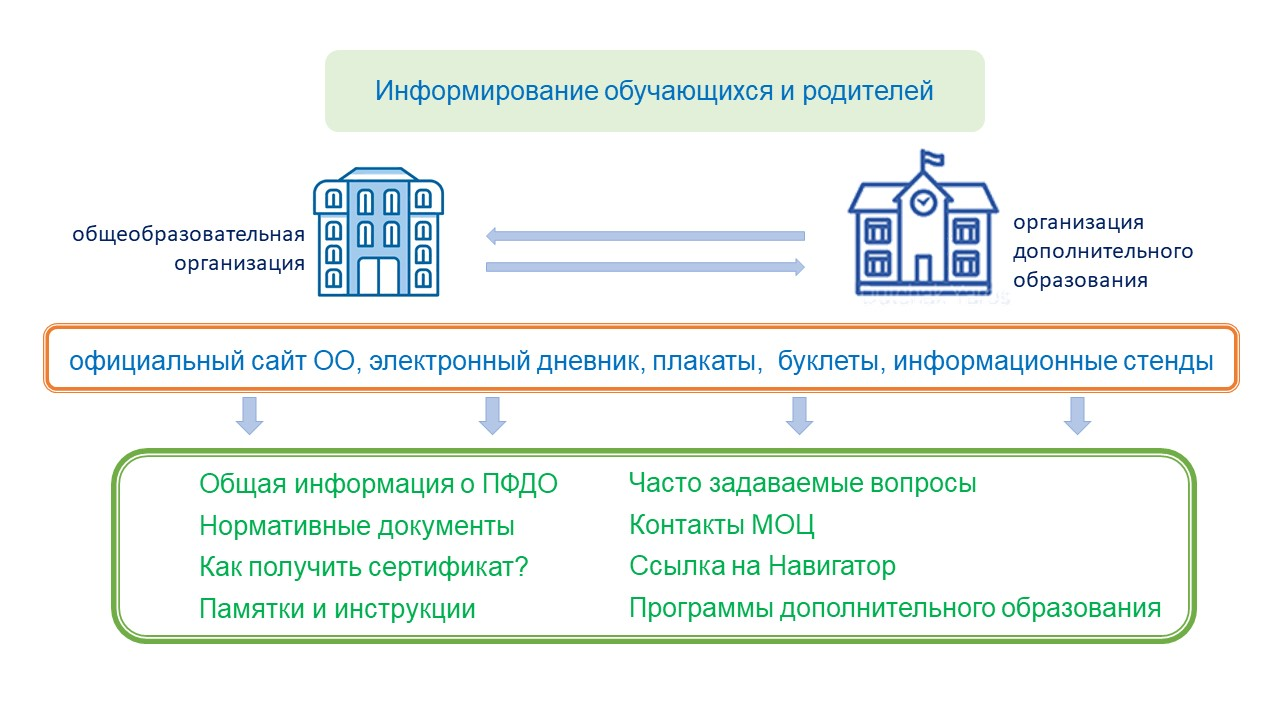 Информирование обучающихся и родителей
общеобразовательная
организация
организация
дополнительного
образования
официальный сайт ОО, электронный дневник, плакаты, буклеты, информационные стенды
Общая информация о ПФДО
Нормативные документы
Как получить сертификат?
Памятки и инструкции
Часто задаваемые вопросы
Контакты МОЦ
Ссылка на Навигатор
Программы дополнительного образования